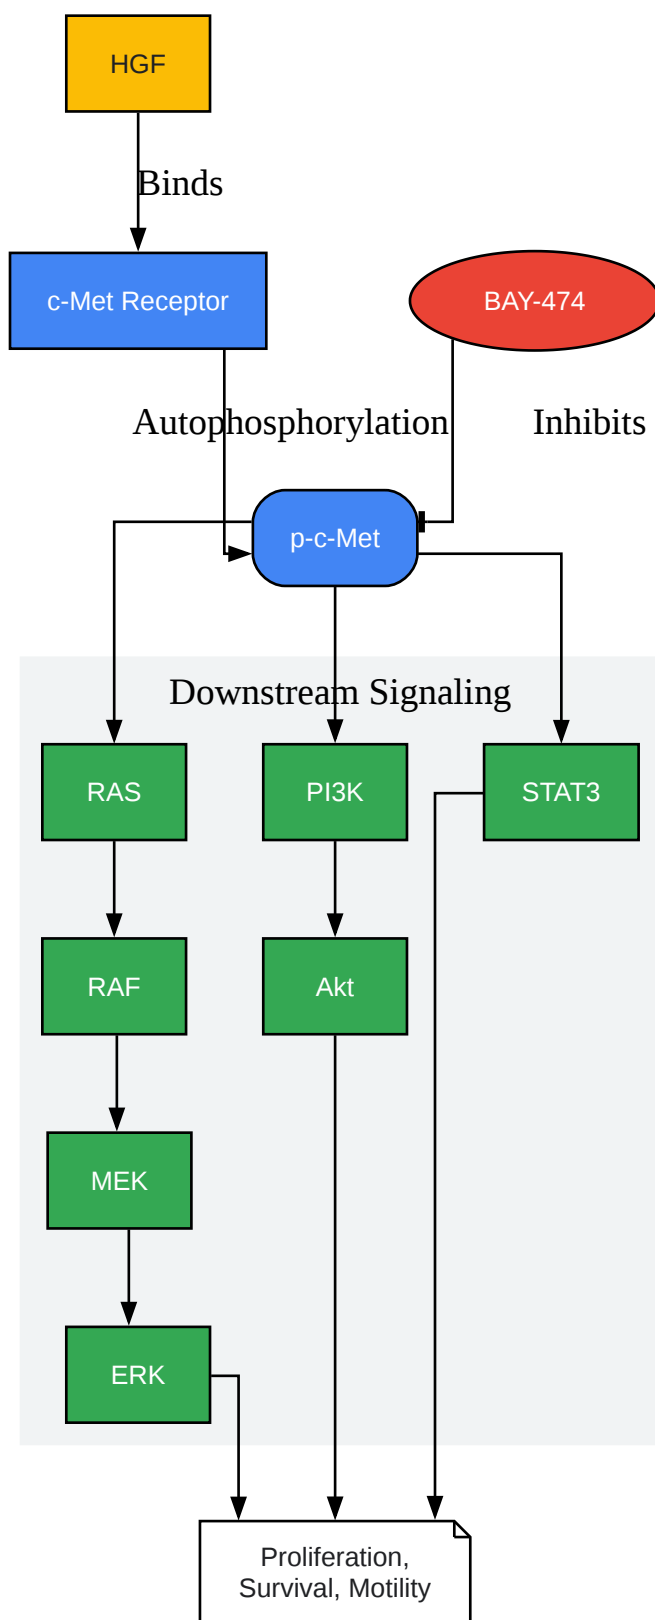 HGF
Binds
c-Met Receptor
BAY-474
Autophosphorylation
Inhibits
p-c-Met
Downstream Signaling
RAS
PI3K
STAT3
RAF
Akt
MEK
ERK
Proliferation,
Survival, Motility